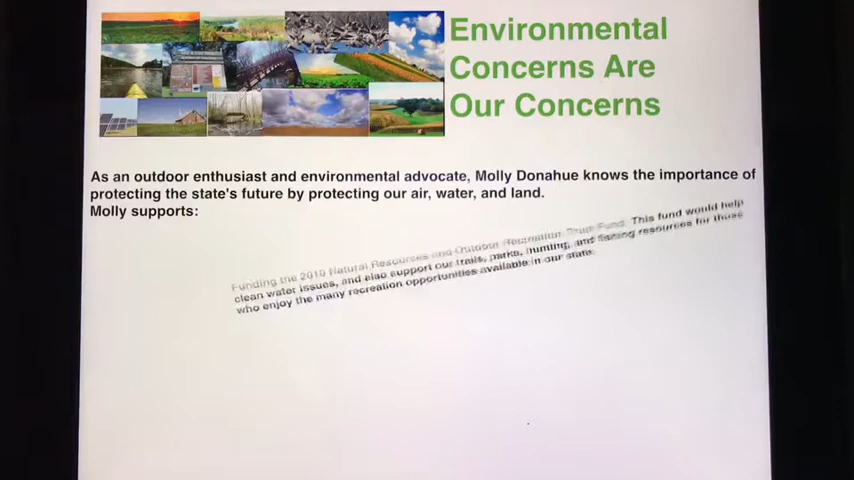 Environmental
Concerns Are
Our Concerns
As an outdoor enthusiast and environmental advocate, Molly Donahue knows the importance of
protecting the state's future by protecting our air, water, and land.
Molly supports:
Funding the 2010 Natural Resources and Outdoor Recreation Trust Fund. This fund would help
clean water issues, and also support our trails, parks, hunting, and fishing resources for those
who enjoy the many recreation opportunities available in our state.